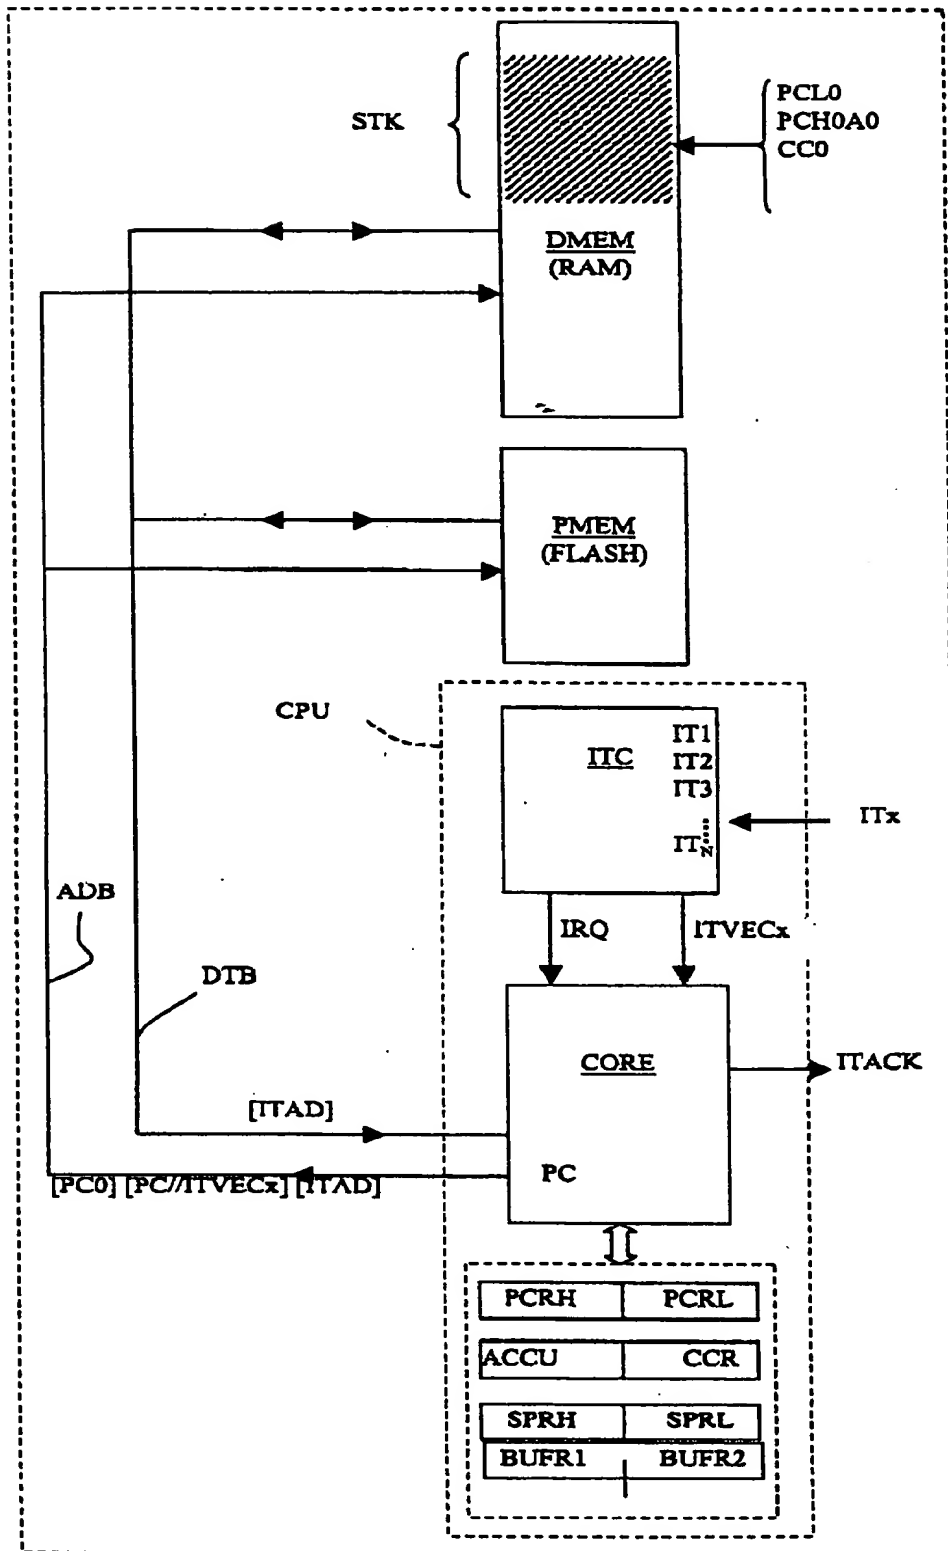 STK
PCL0
PCH0A0
CC0
DMEM
(RAM)
PMEM
(FLASH)
CPU
ITC
IT1
IT2
IT3
ITN
ITx
ADB
IRQ
ITVECx
DTB
CORE
ITACK
[ITAD]
PC
[PC0] [PC//ITVECx] [ITAD]
PCRH PCRL
ACCU CCR
SPRH SPRL
BUFR1 BUFR2